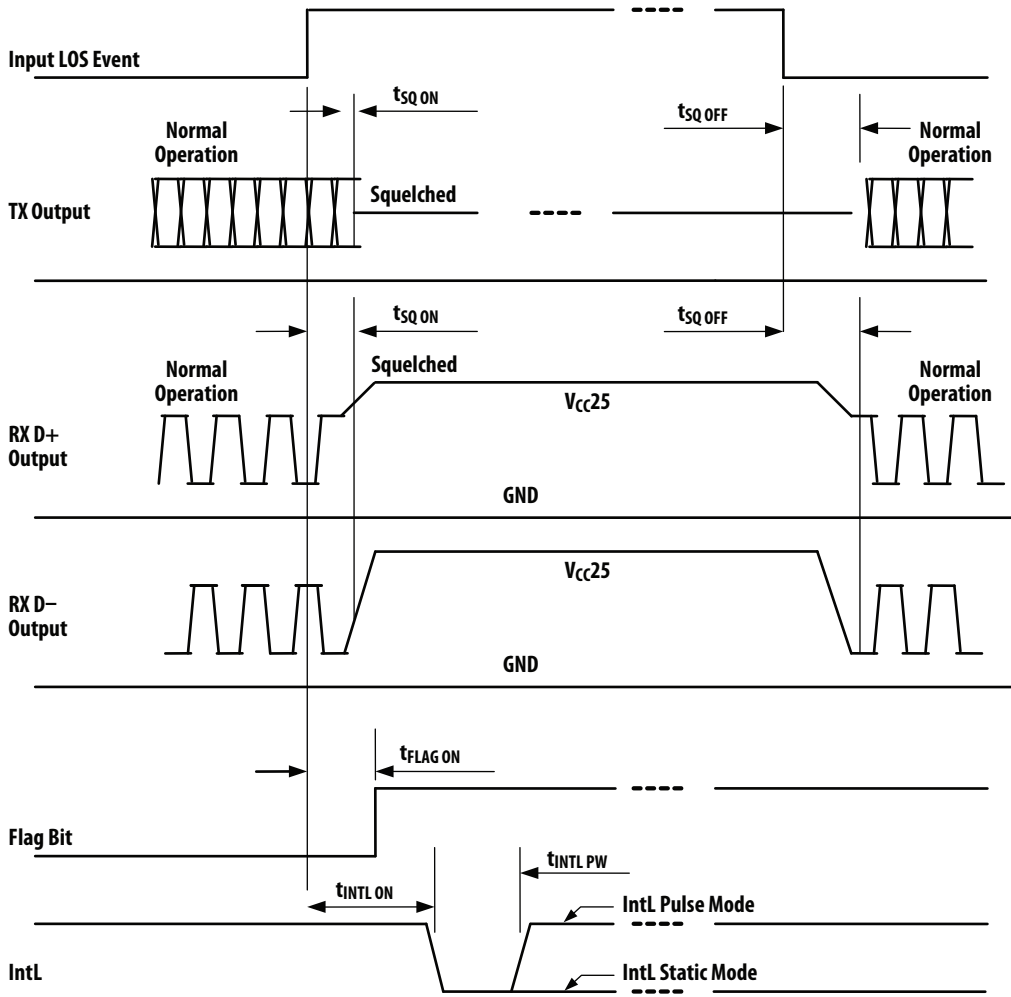 Input LOS Event
tSQ ON
tSQ OFF
Normal
Operation
Normal
Operation
TX Output
Squelched
tSQ ON
tSQ OFF
Squelched
Normal
Operation
Normal
Operation
VCC25
RX D+
Output
GND
VCC25
RX D–
Output
GND
tFLAG ON
Flag Bit
tINTL PW
tINTL ON
IntL Pulse Mode
IntL
IntL Static Mode